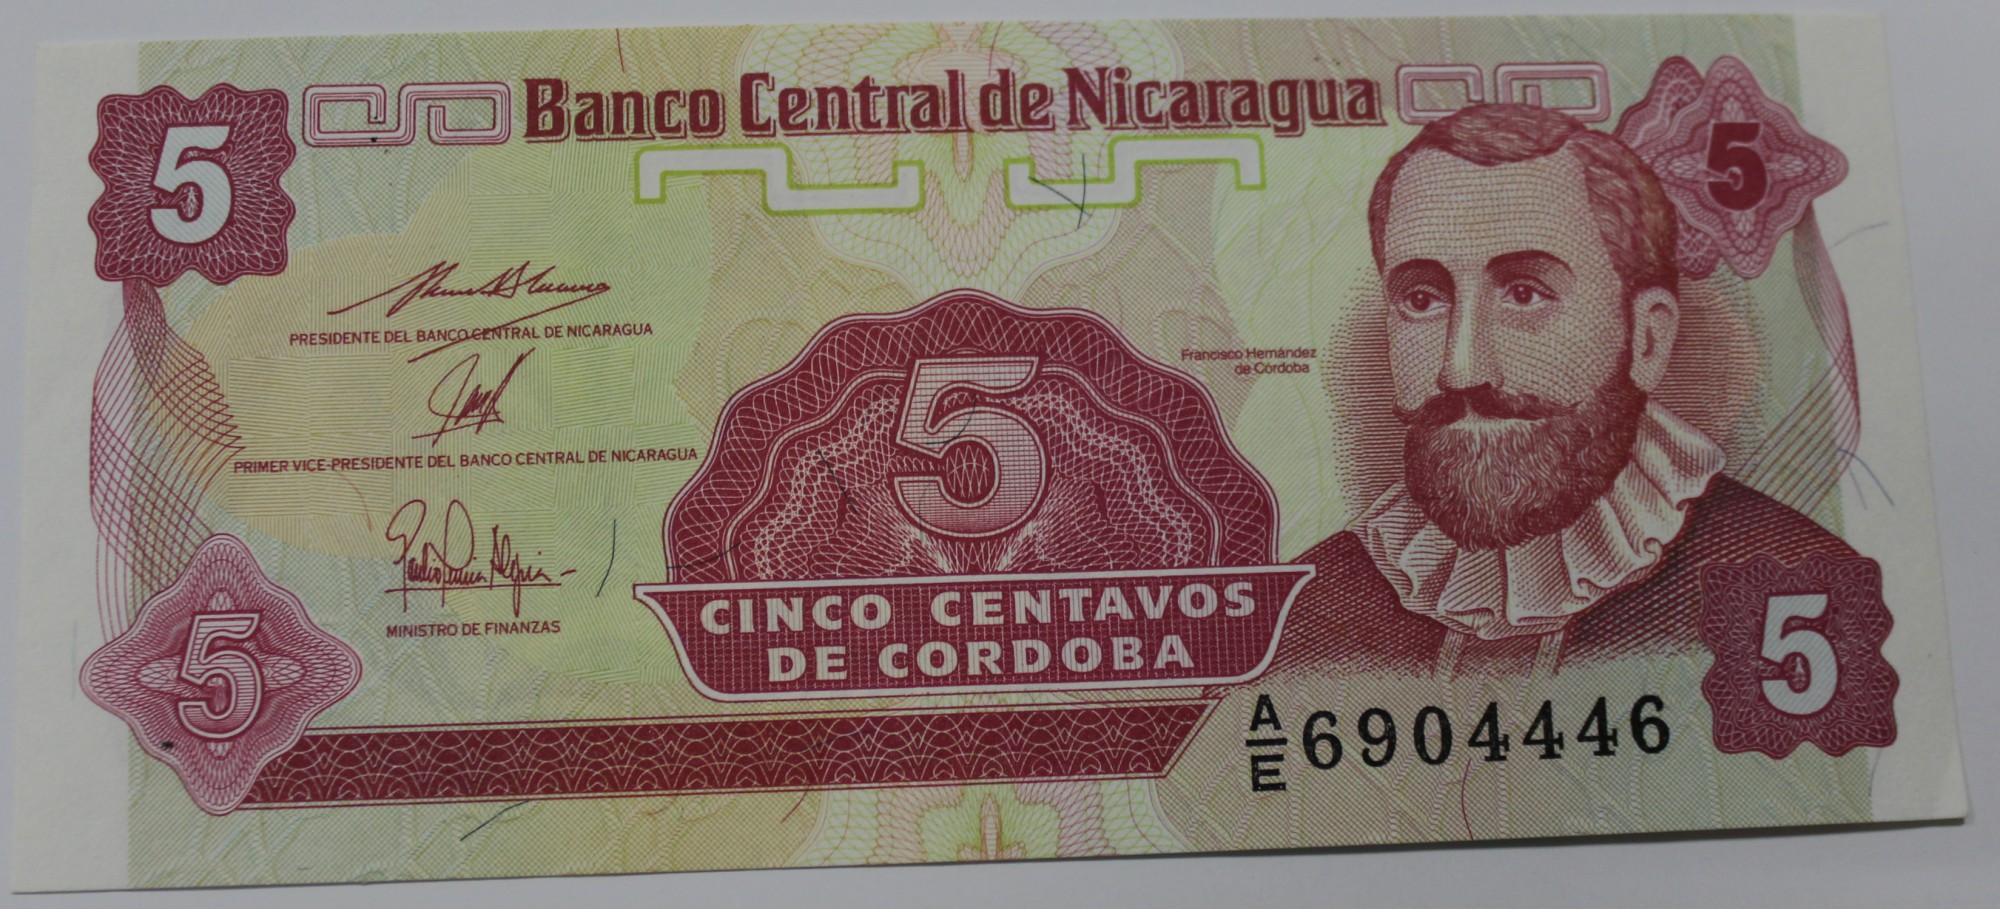 5
Banco Central de Nicaragua
5
PRESIDENTE DEL BANCO CENTRAL DE NICARAGUA
Francisco Hernández
de Córdoba
5
PRIMER VICE-PRESIDENTE DEL BANCO CENTRAL DE NICARAGUA
MINISTRO DE FINANZAS
CINCO CENTAVOS
DE CORDOBA
5
5
A/E 6904446